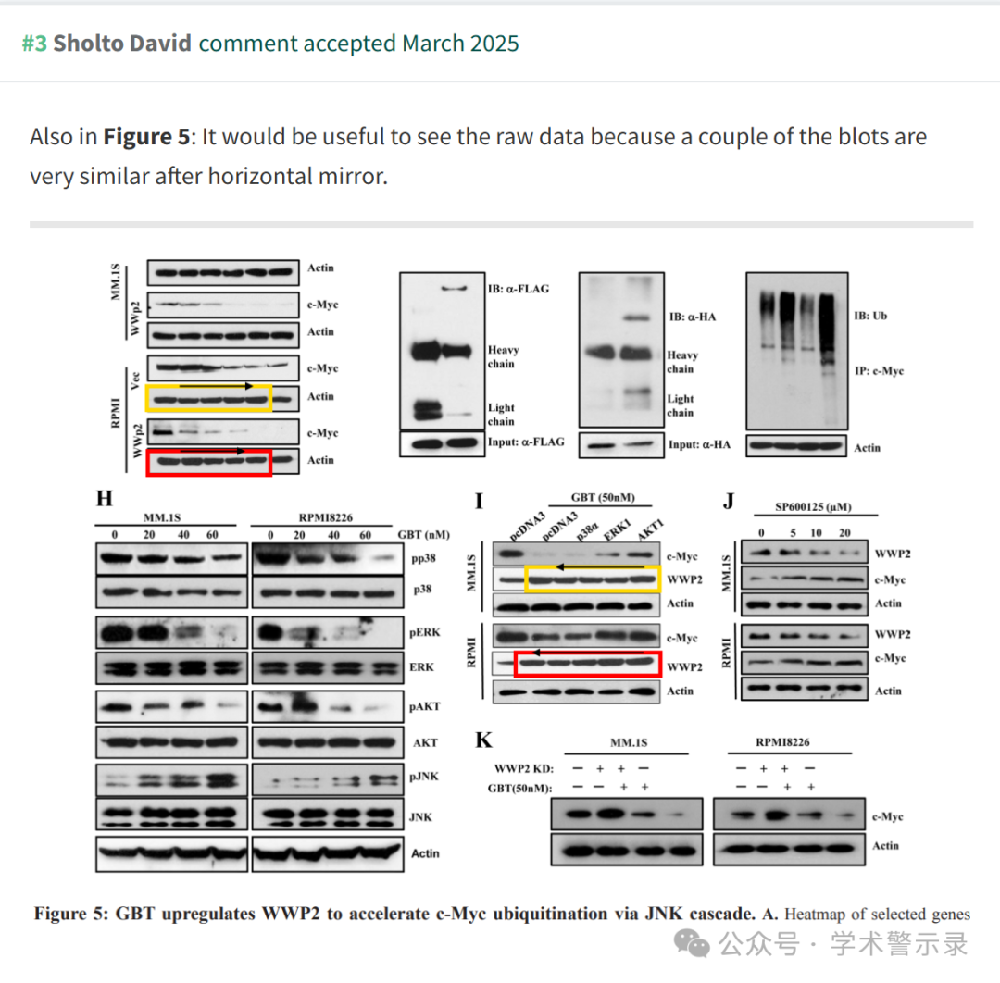 #3 Sholto David comment accepted March 2025
Also in Figure 5: It would be useful to see the raw data because a couple of the blots are
very similar after horizontal mirror.
MM.1S
Actin
WWp2
c-Myc
Actin
RPMI
Vec
c-Myc
Actin
WWp2
c-Myc
Actin
IB: α-FLAG
Heavy
chain
Light
chain
Input: α-FLAG
IB: α-HA
Heavy
chain
Light
chain
Input: α-HA
IB: Ub
IP: c-Myc
Actin
H
MM.1S
RPMI8226
0 20 40 60 0 20 40 60 GBT (nM)
pp38
p38
pERK
ERK
pAKT
AKT
pJNK
JNK
Actin
I
GBT (50nM)
pcDNA3 pcDNA3 p38α ERK1 AKT1
MM.1S
c-Myc
WWP2
Actin
RPMI
c-Myc
WWP2
Actin
J
SP600125 (μM)
0 5 10 20
MM.1S
WWP2
c-Myc
Actin
RPMI
WWP2
c-Myc
Actin
K
MM.1S
RPMI8226
WWP2 KD: − + + − − + + −
GBT(50nM): − − + + − − + +
c-Myc
Actin
Figure 5: GBT upregulates WWP2 to accelerate c-Myc ubiquitination via JNK cascade. A. Heatmap of selected genes
公众号 · 学术警示录